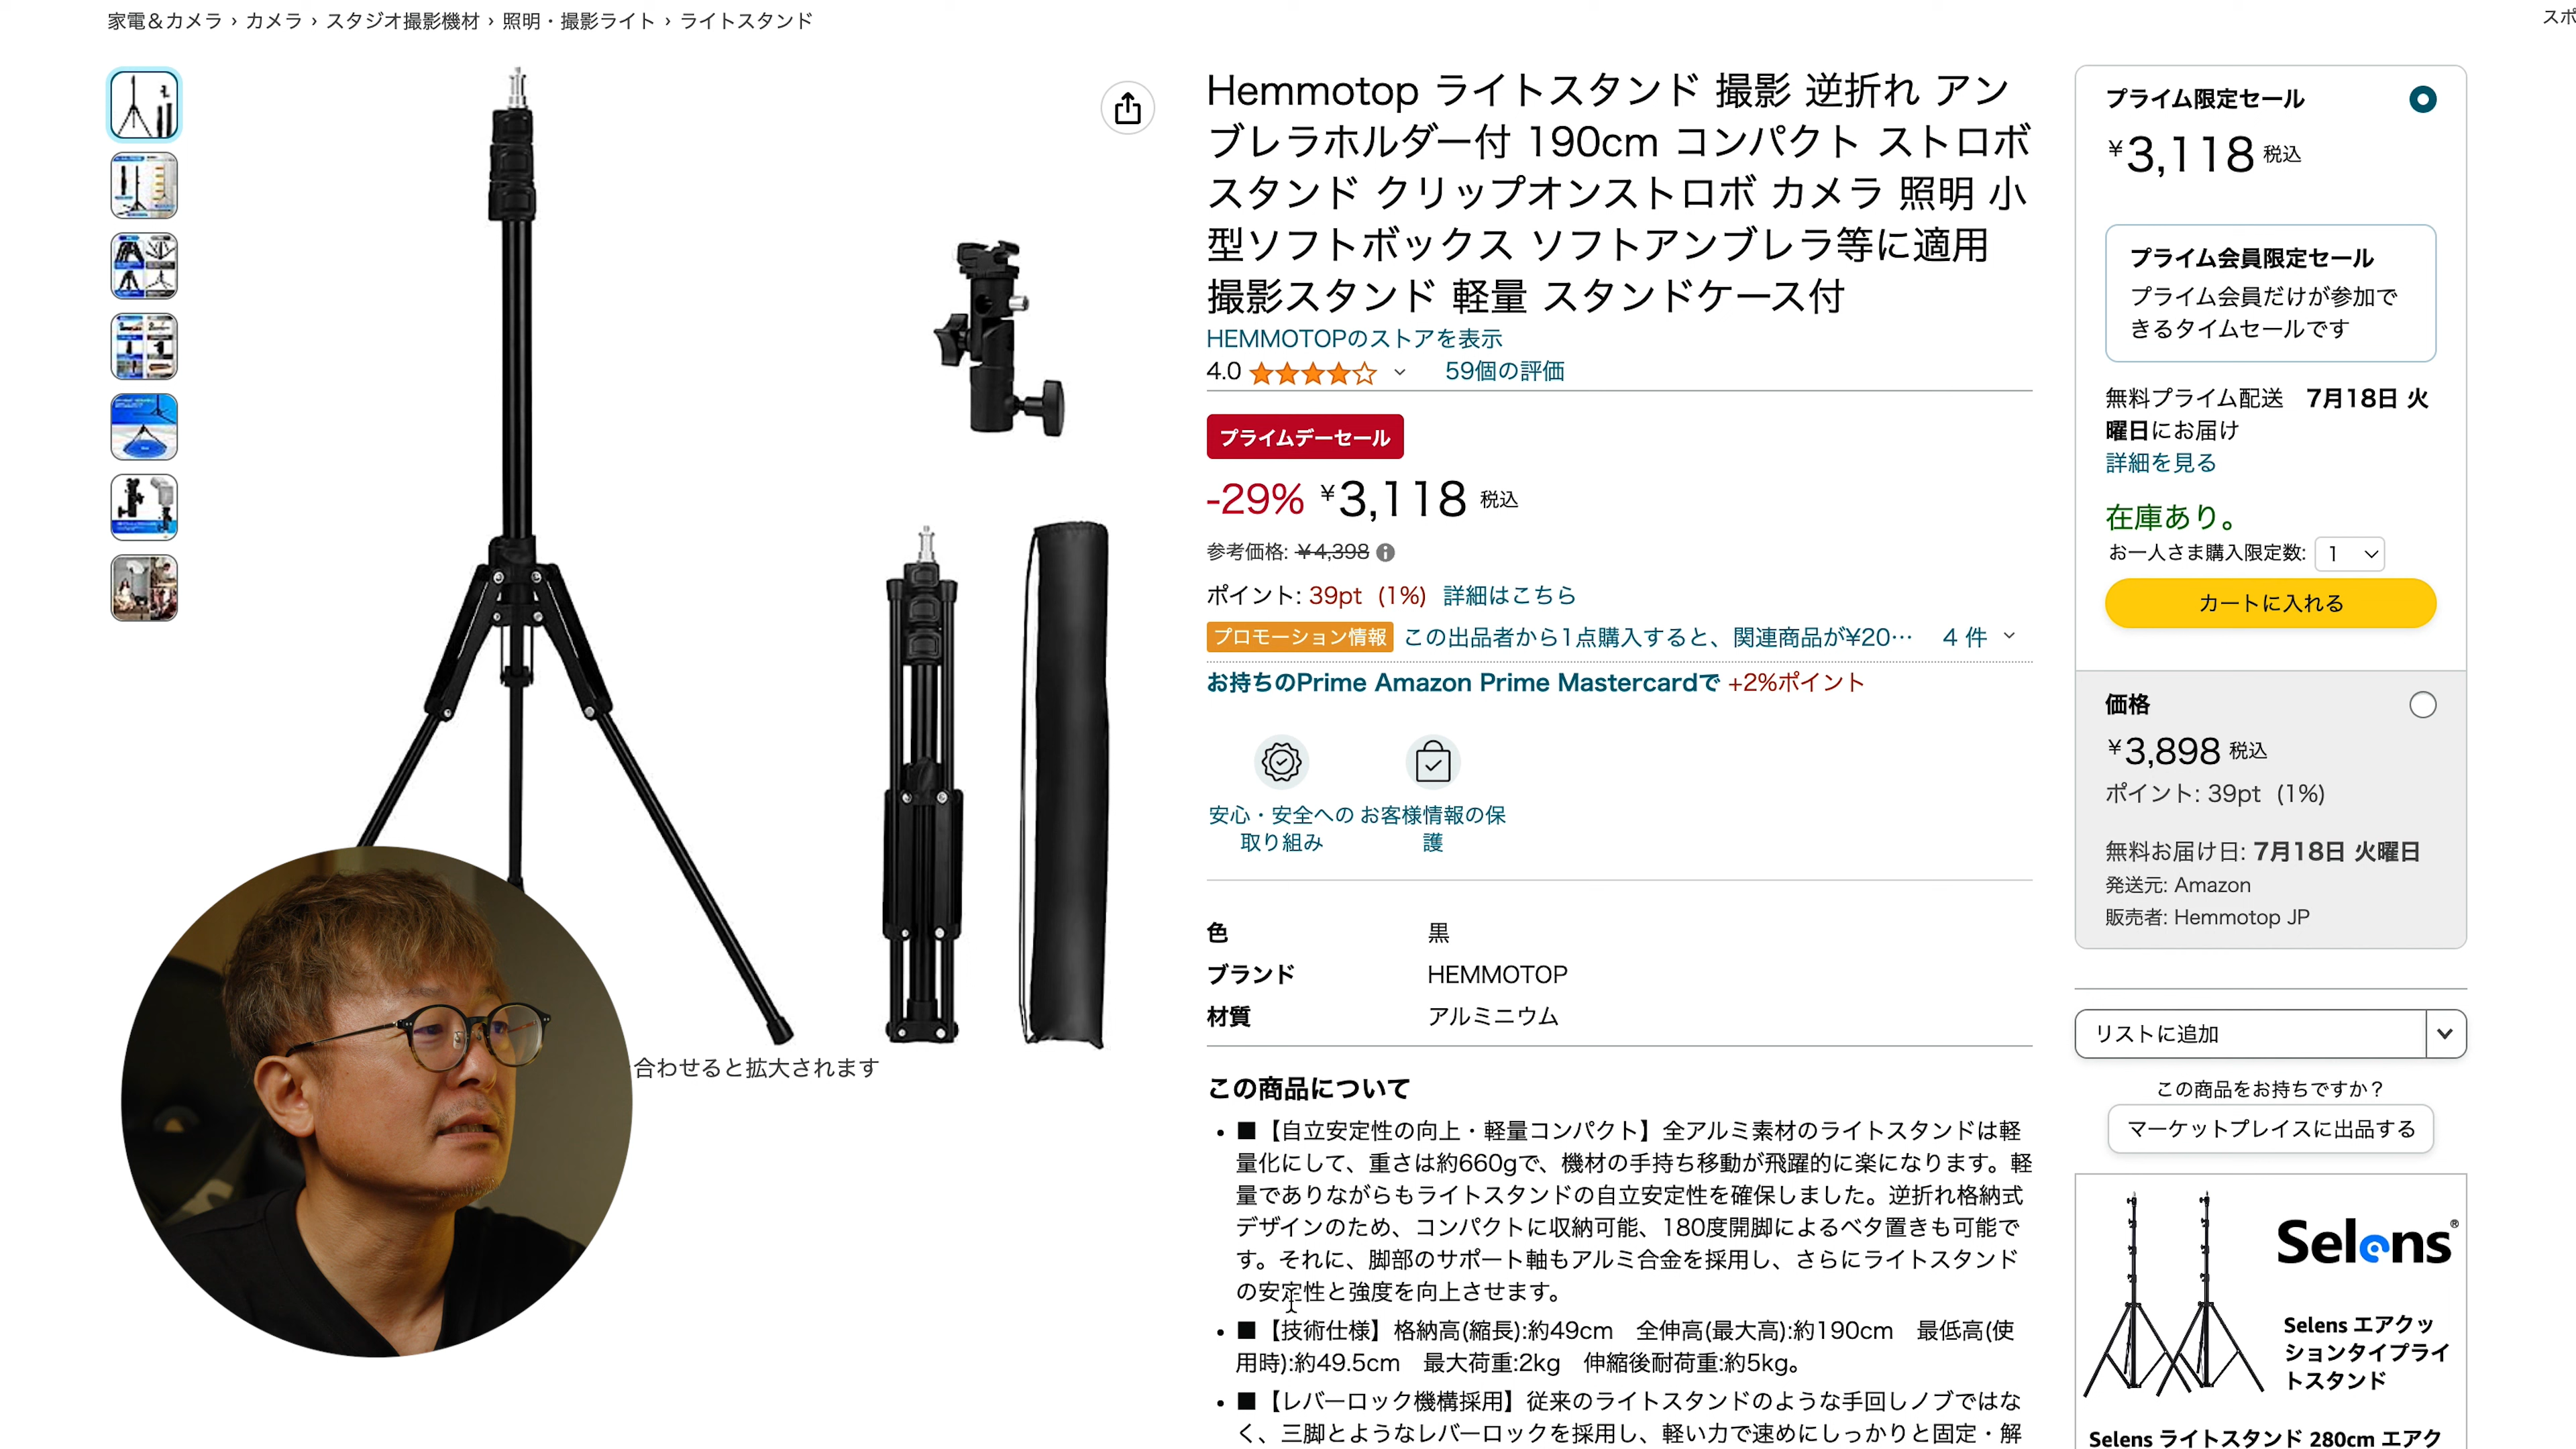 家電＆カメラ › カメラ › スタジオ撮影機材 › 照明・撮影ライト › ライトスタンド
スポ
Hemmotop ライトスタンド 撮影 逆折れ アン
ブレラホルダー付 190cm コンパクト ストロボ
スタンド クリップオンストロボ カメラ 照明 小
型ソフトボックス ソフトアンブレラ等に適用
撮影スタンド 軽量 スタンドケース付
HEMMOTOPのストアを表示
4.0 59個の評価
プライムデーセール
-29% ¥3,118 税込
参考価格: ¥4,398
ポイント: 39pt (1%) 詳細はこちら
プロモーション情報 この出品者から1点購入すると、関連商品が¥20… 4 件
お持ちのPrime Amazon Prime Mastercardで +2%ポイント
安心・安全への
取り組み
お客様情報の保
護
色 黒
ブランド HEMMOTOP
材質 アルミニウム
合わせると拡大されます
この商品について
• ■【自立安定性の向上・軽量コンパクト】全アルミ素材のライトスタンドは軽
量化にして、重さは約660gで、機材の手持ち移動が飛躍的に楽になります。軽
量でありながらもライトスタンドの自立安定性を確保しました。逆折れ格納式
デザインのため、コンパクトに収納可能、180度開脚によるベタ置きも可能で
す。それに、脚部のサポート軸もアルミ合金を採用し、さらにライトスタンド
の安定性と強度を向上させます。
• ■【技術仕様】格納高(縮長):約49cm 全伸高(最大高):約190cm 最低高(使
用時):約49.5cm 最大荷重:2kg 伸縮後耐荷重:約5kg。
• ■【レバーロック機構採用】従来のライトスタンドのような手回しノブではな
く、三脚とようなレバーロックを採用し、軽い力で速めにしっかりと固定・解
プライム限定セール
¥3,118 税込
プライム会員限定セール
プライム会員だけが参加で
きるタイムセールです
無料プライム配送 7月18日 火
曜日にお届け
詳細を見る
在庫あり。
お一人さま購入限定数: 1
カートに入れる
価格
¥3,898 税込
ポイント: 39pt (1%)
無料お届け日: 7月18日 火曜日
発送元: Amazon
販売者: Hemmotop JP
リストに追加
この商品をお持ちですか？
マーケットプレイスに出品する
Selens®
Selens エアクッ
ションタイプライ
トスタンド
Selens ライトスタンド 280cm エアク